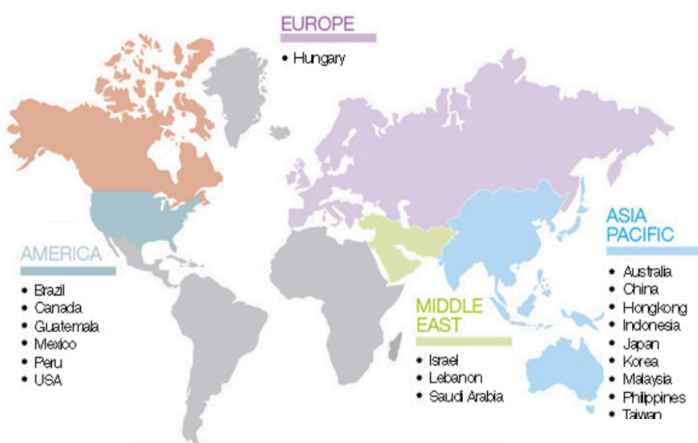 EUROPE
• Hungary
AMERICA
• Brazil
• Canada
• Guatemala
• Mexico
• Peru
• USA
MIDDLE
EAST
• Israel
• Lebanon
• Saudi Arabia
ASIA
PACIFIC
• Australia
• China
• Hongkong
• Indonesia
• Japan
• Korea
• Malaysia
• Philippines
• Taiwan